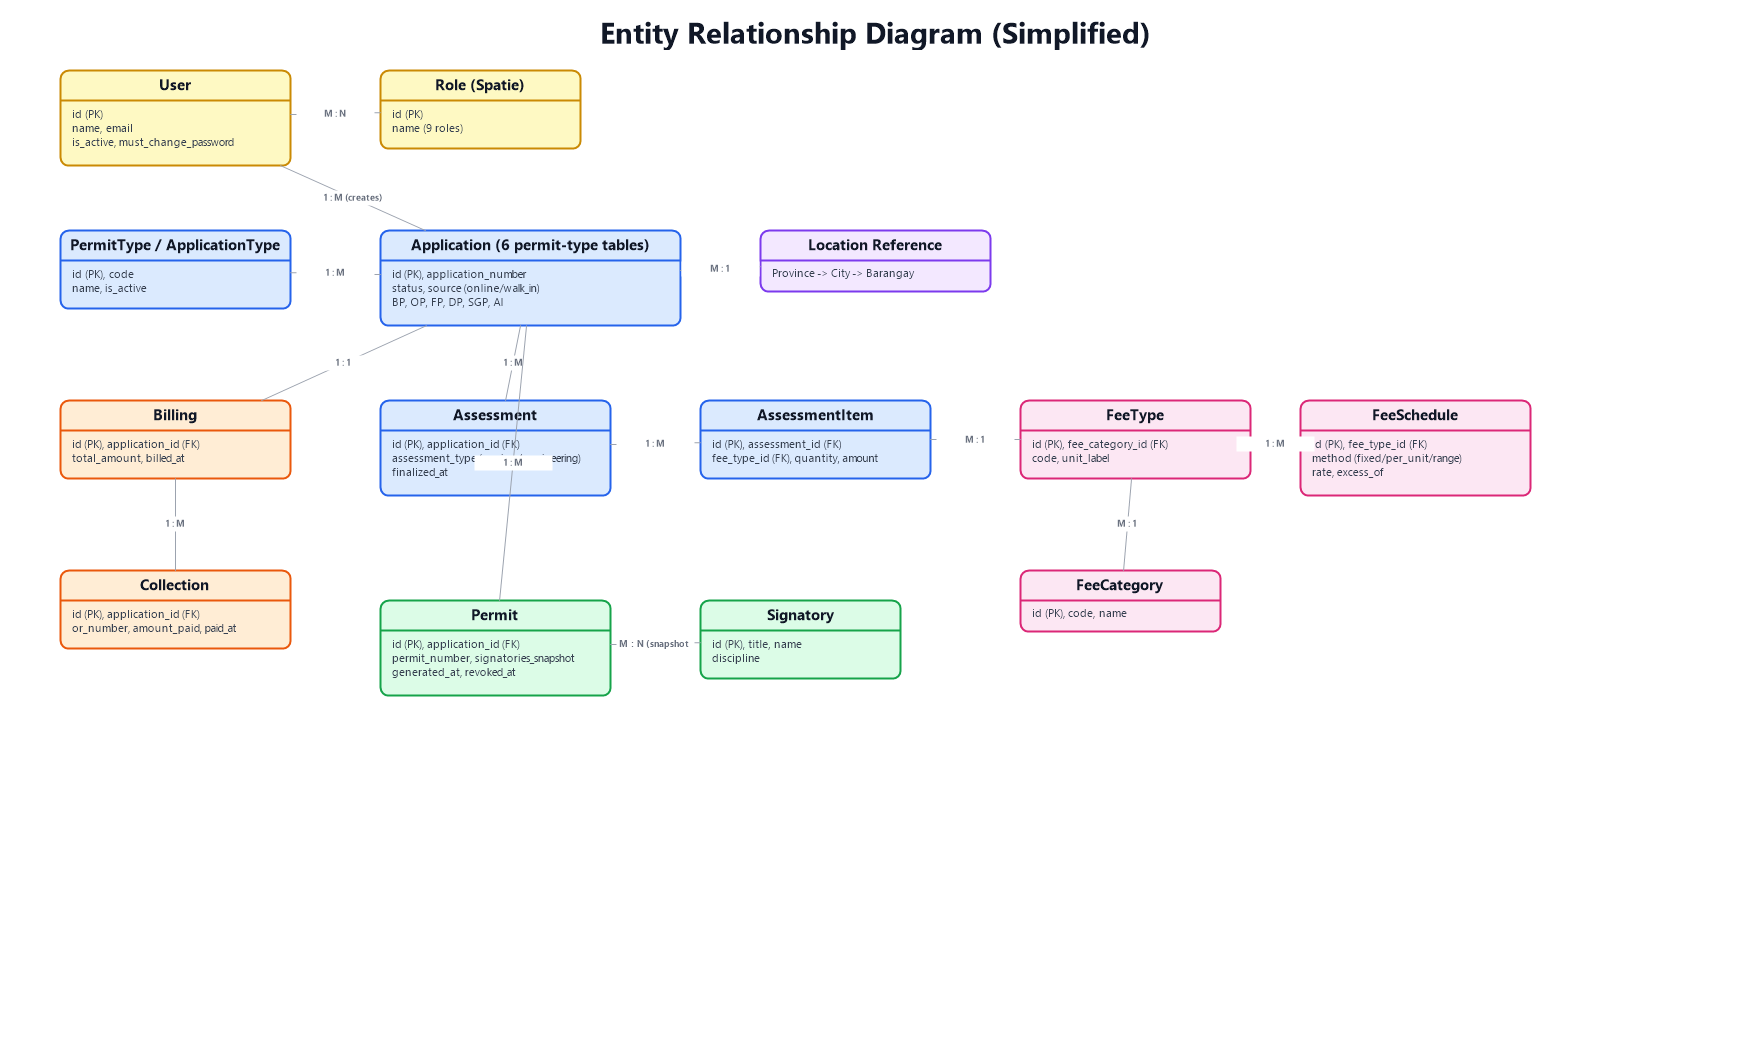 Entity Relationship Diagram (Simplified)
User
id (PK)
name, email
is_active, must_change_password
M : N
Role (Spatie)
id (PK)
name (9 roles)
1 : M (creates)
PermitType / ApplicationType
id (PK), code
name, is_active
1 : M
Application (6 permit-type tables)
id (PK), application_number
status, source (online/walk_in)
BP, OP, FP, DP, SGP, AI
M : 1
Location Reference
Province -> City -> Barangay
1 : 1
1 : M
Billing
id (PK), application_id (FK)
total_amount, billed_at
Assessment
id (PK), application_id (FK)
assessment_type
finalized_at
1 : M
1 : M
AssessmentItem
id (PK), assessment_id (FK)
fee_type_id (FK), quantity, amount
M : 1
FeeType
id (PK), fee_category_id (FK)
code, unit_label
1 : M
FeeSchedule
id (PK), fee_type_id (FK)
method (fixed/per_unit/range)
rate, excess_of
1 : M
M : 1
Collection
id (PK), application_id (FK)
or_number, amount_paid, paid_at
Permit
id (PK), application_id (FK)
permit_number, signatories_snapshot
generated_at, revoked_at
M : N (snapshot
Signatory
id (PK), title, name
discipline
FeeCategory
id (PK), code, name